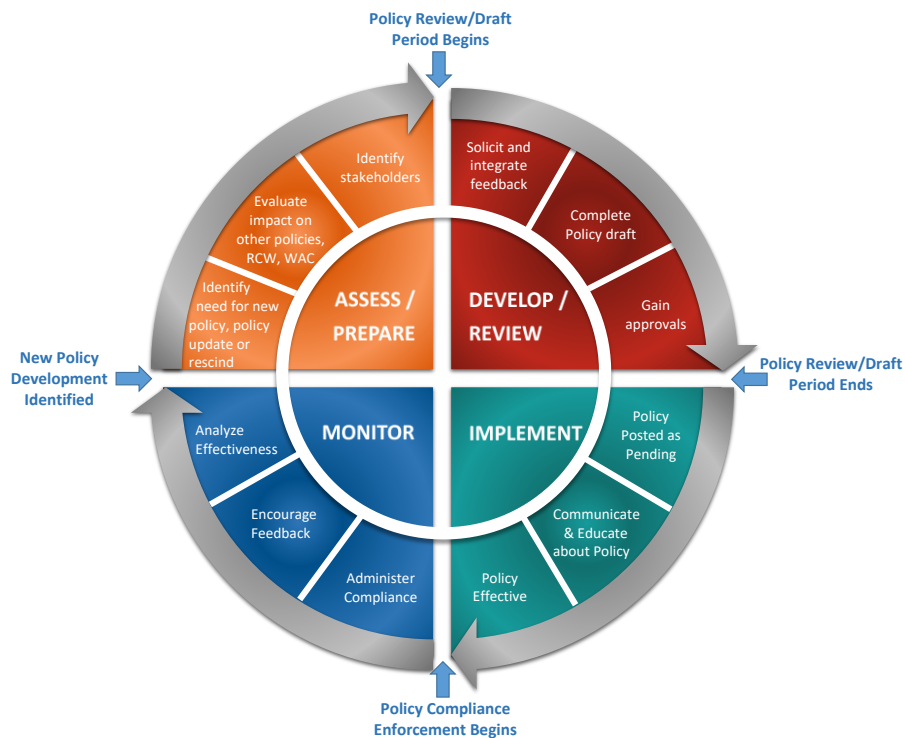 Policy Review/Draft
Period Begins
Identify
stakeholders
Solicit and
integrate
feedback
Evaluate
impact on
other policies,
RCW, WAC
Complete
Policy draft
Identify
need for new
policy, policy
update or
rescind
ASSESS /
PREPARE
DEVELOP /
REVIEW
Gain
approvals
New Policy
Development
Identified
Policy Review/Draft
Period Ends
Analyze
Effectiveness
MONITOR
IMPLEMENT
Policy
Posted as
Pending
Encourage
Feedback
Communicate
& Educate
about Policy
Administer
Compliance
Policy
Effective
Policy Compliance
Enforcement Begins